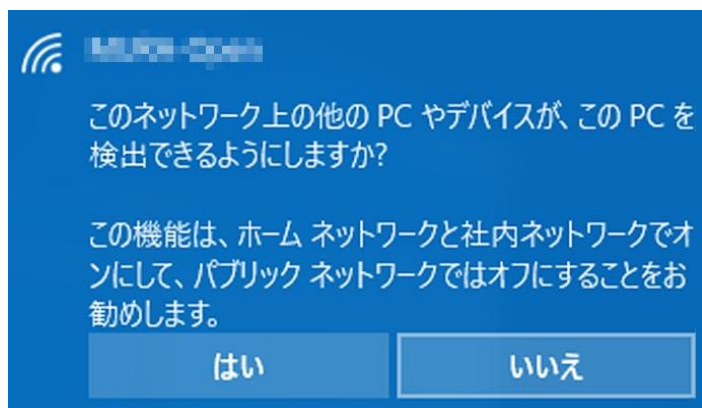 このネットワーク上の他の PC やデバイスが、この PC を
検出できるようにしますか?
この機能は、ホーム ネットワークと社内ネットワークでオ
ンにして、パブリック ネットワークではオフにすることをお
勧めします。
はい
いいえ